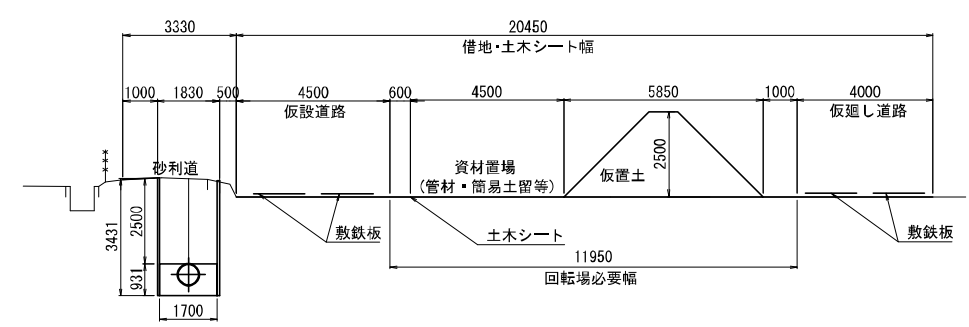 3330
20450
借地・土木シート幅
1000
1830
500
4500
600
4500
5850
1000
4000
仮設道路
仮廻し道路
砂利道
資材置場
(管材・簡易土留等)
仮置土
2500
3431
2500
931
敷鉄板
土木シート
敷鉄板
11950
回転場必要幅
1700